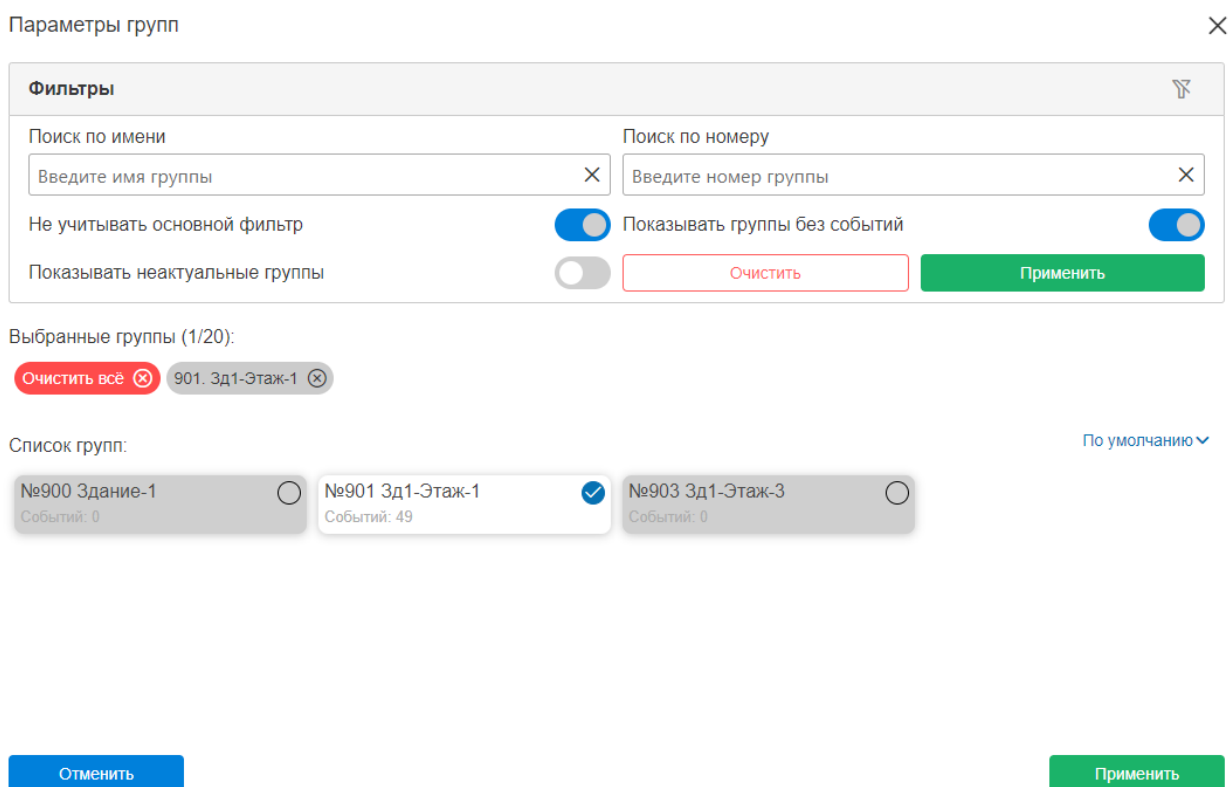 Параметры групп
Фильтры
Поиск по имени
Поиск по номеру
Введите имя группы
Введите номер группы
Не учитывать основной фильтр
Показывать группы без событий
Показывать неактуальные группы
Очистить
Применить
Выбранные группы (1/20):
Очистить всё
901. Зд1-Этаж-1
Список групп:
По умолчанию
№900 Здание-1
Событий: 0
№901 Зд1-Этаж-1
Событий: 49
№903 Зд1-Этаж-3
Событий: 0
Отменить
Применить